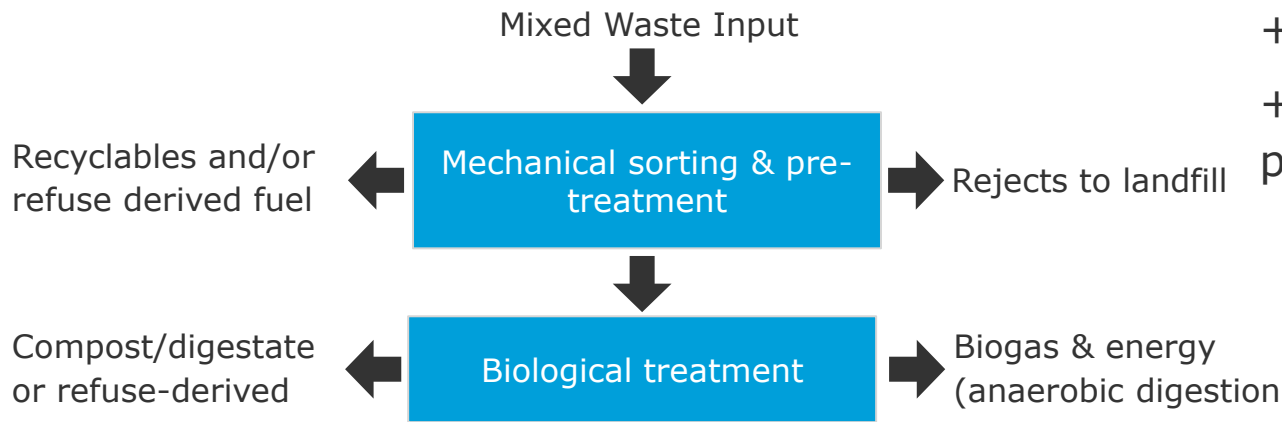 Mixed Waste Input
+
+
p
Recyclables and/or
refuse derived fuel
Mechanical sorting & pre-
treatment
Rejects to landfill
Compost/digestate
or refuse-derived
Biological treatment
Biogas & energy
(anaerobic digestion